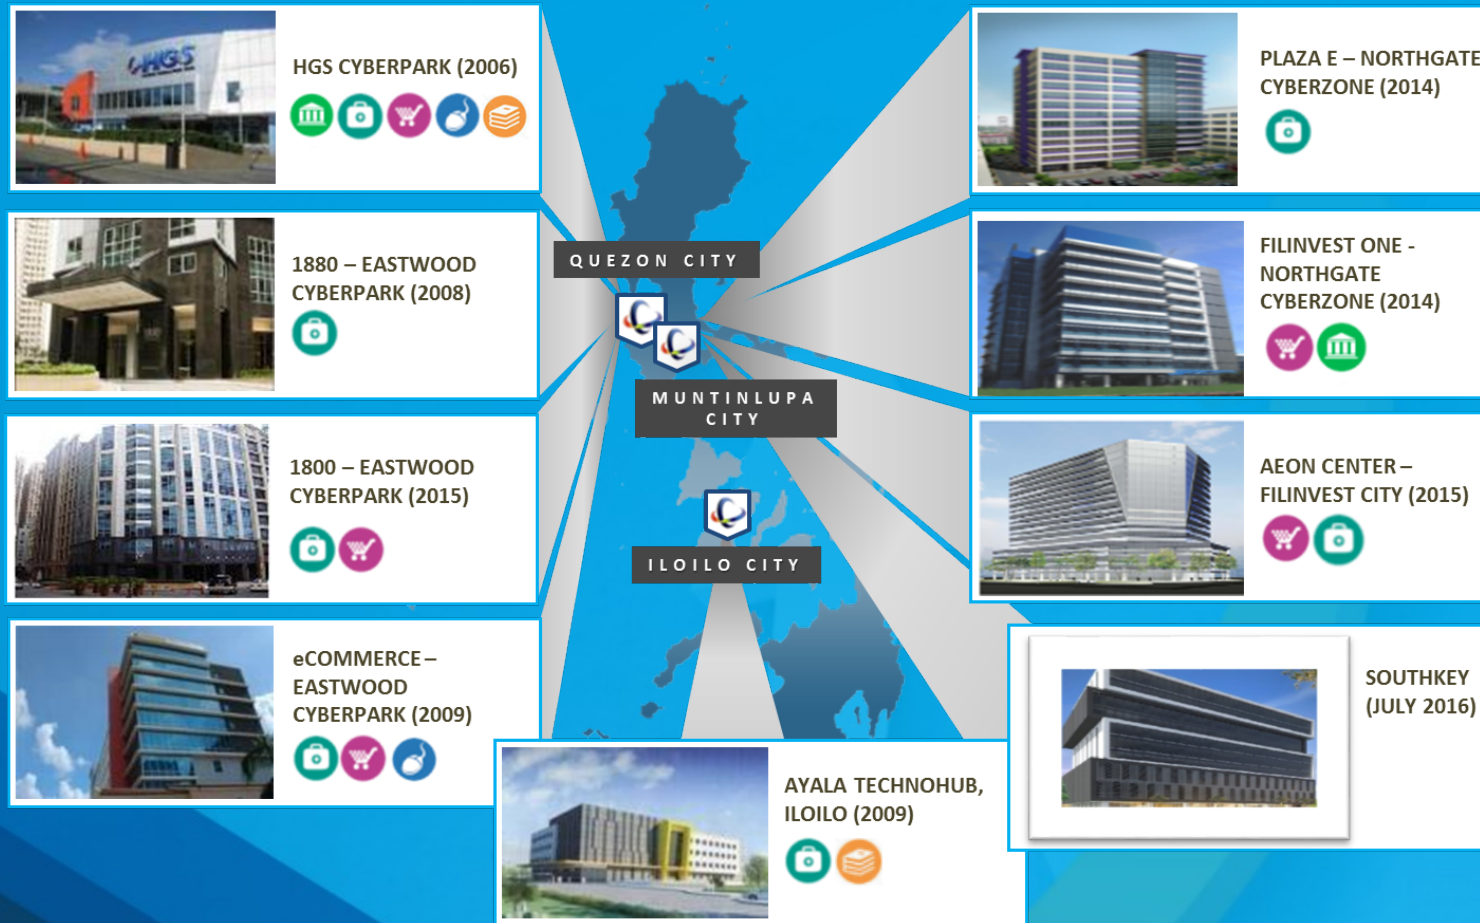 HGS
HGS CYBERPARK (2006)
1880 – EASTWOOD
CYBERPARK (2008)
1800 – EASTWOOD
CYBERPARK (2015)
eCOMMERCE –
EASTWOOD
CYBERPARK (2009)
QUEZON CITY
MUNTINLUPA
CITY
ILOILO CITY
AYALA TECHNOHUB,
ILOILO (2009)
PLAZA E – NORTHGATE
CYBERZONE (2014)
FILINVEST ONE -
NORTHGATE
CYBERZONE (2014)
AEON CENTER –
FILINVEST CITY (2015)
SOUTHKEY
(JULY 2016)